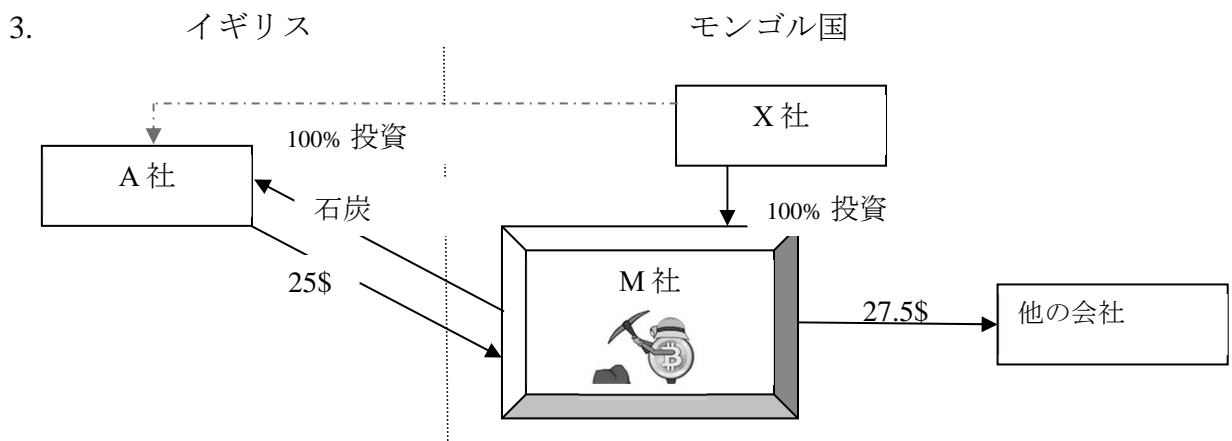 3.
イギリス
モンゴル国
X 社
100% 投資
A 社
石炭
100% 投資
25$
M 社
27.5$
他の会社